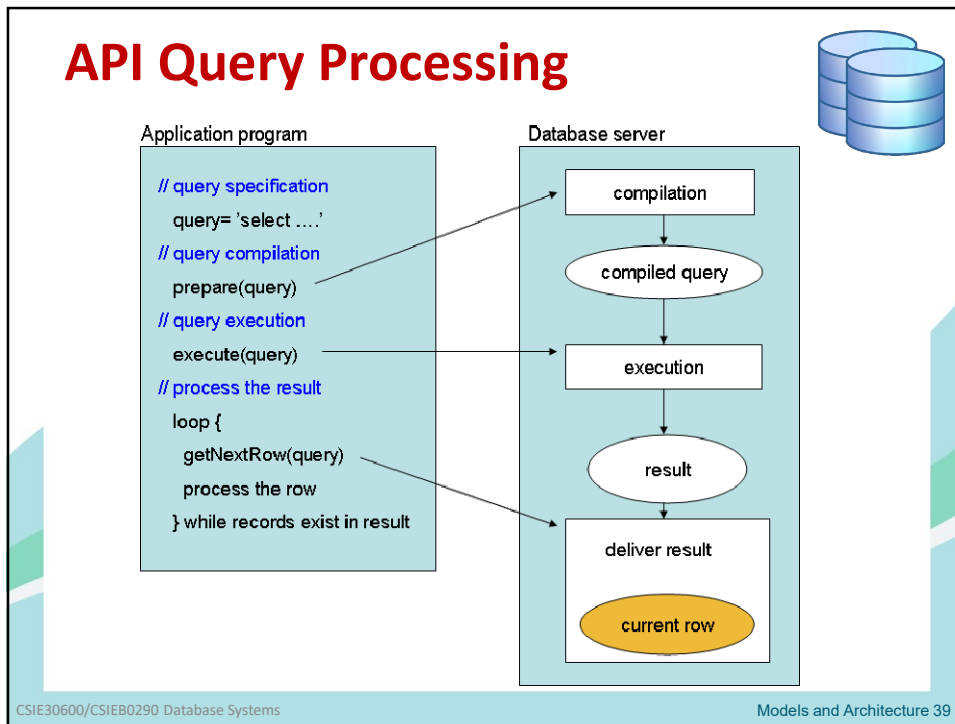 API Query Processing
Application program
// query specification
query= 'select ....'
// query compilation
prepare(query)
// query execution
execute(query)
// process the result
loop {
getNextRow(query)
process the row
} while records exist in result
Database server
compilation
compiled query
execution
result
deliver result
current row
CSIE30600/CSIEB0290 Database Systems
Models and Architecture 39